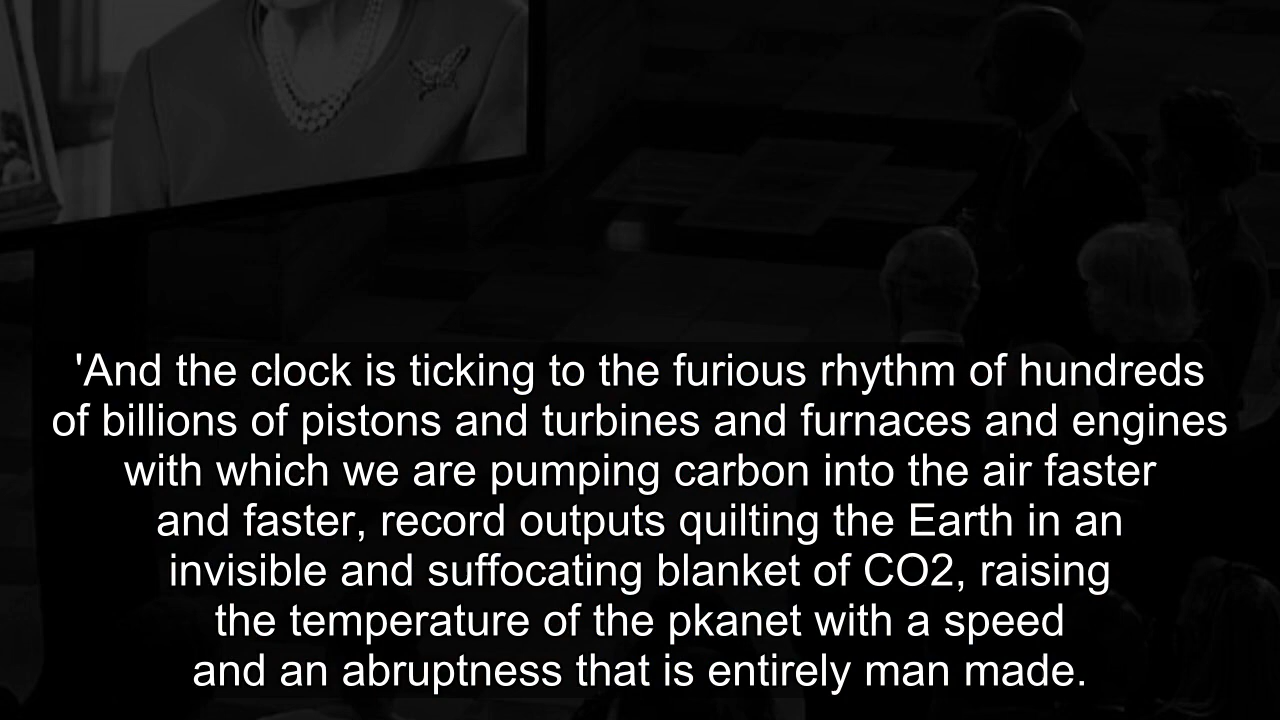 'And the clock is ticking to the furious rhythm of hundreds
of billions of pistons and turbines and furnaces and engines
with which we are pumping carbon into the air faster
and faster, record outputs quilting the Earth in an
invisible and suffocating blanket of CO2, raising
the temperature of the pkanet with a speed
and an abruptness that is entirely man made.